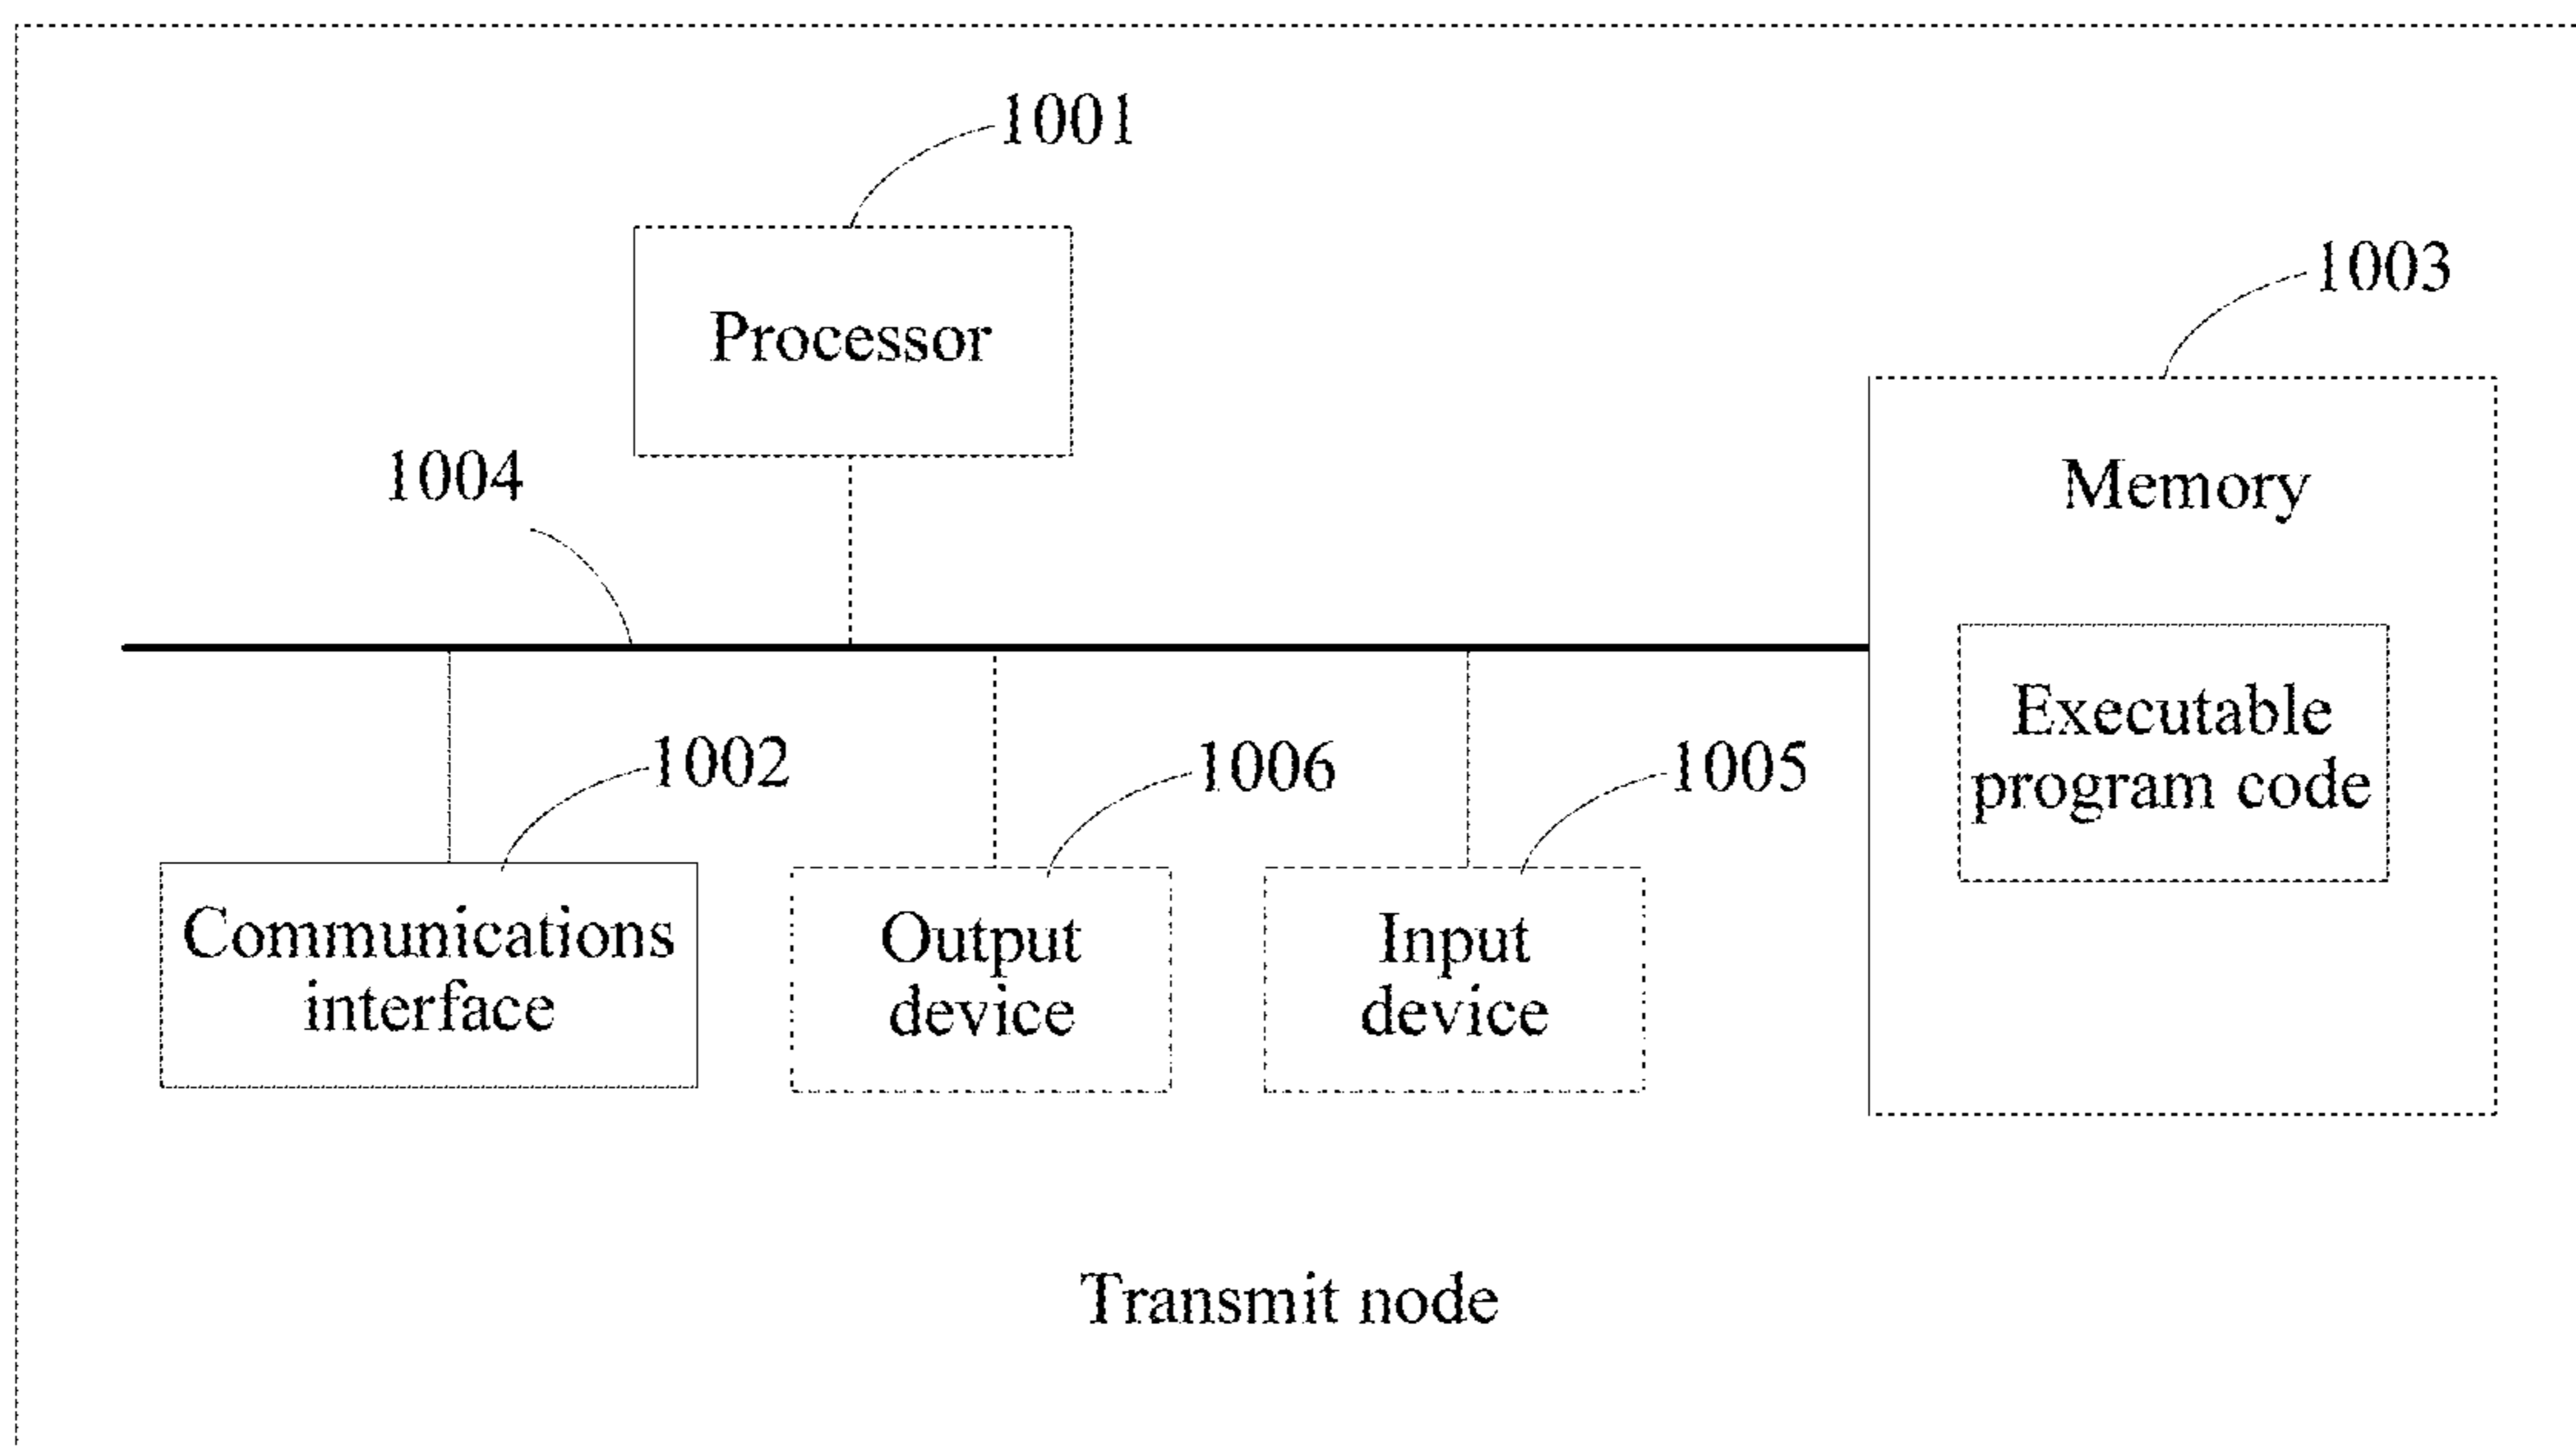 1001
Processor
1003
Memory
1004
Executable
program code
1002
1006
1005
Communications
interface
Output
device
Input
device
Transmit node